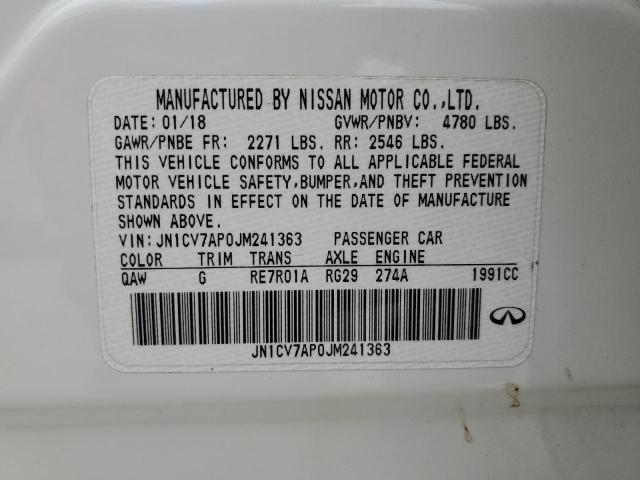 MANUFACTURED BY NISSAN MOTOR CO.,LTD.
DATE: 01/18 GVWR/PNBV: 4780 LBS.
GAWR/PNBE FR: 2271 LBS. RR: 2546 LBS.
THIS VEHICLE CONFORMS TO ALL APPLICABLE FEDERAL
MOTOR VEHICLE SAFETY,BUMPER,AND THEFT PREVENTION
STANDARDS IN EFFECT ON THE DATE OF MANUFACTURE
SHOWN ABOVE.
VIN: JN1CV7AP0JM241363 PASSENGER CAR
COLOR TRIM TRANS AXLE ENGINE
QAW G RE7R01A RG29 274A 1991CC
JN1CV7AP0JM241363